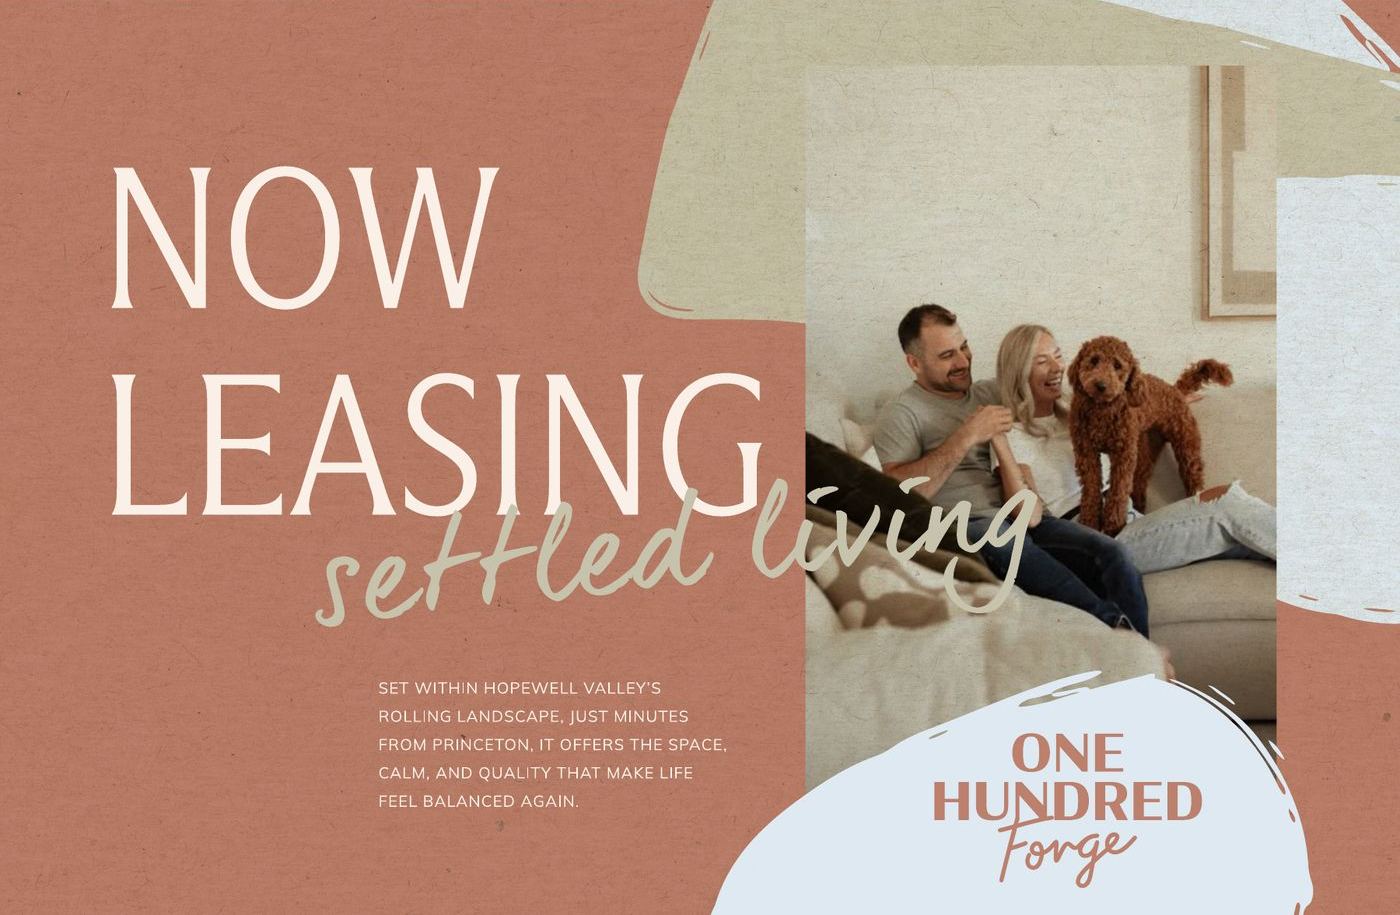 NOW
LEASING
settled living
SET WITHIN HOPEWELL VALLEY'S
ROLLING LANDSCAPE, JUST MINUTES
FROM PRINCETON, IT OFFERS THE SPACE,
CALM, AND QUALITY THAT MAKE LIFE
FEEL BALANCED AGAIN.
ONE
HUNDRED
Forge